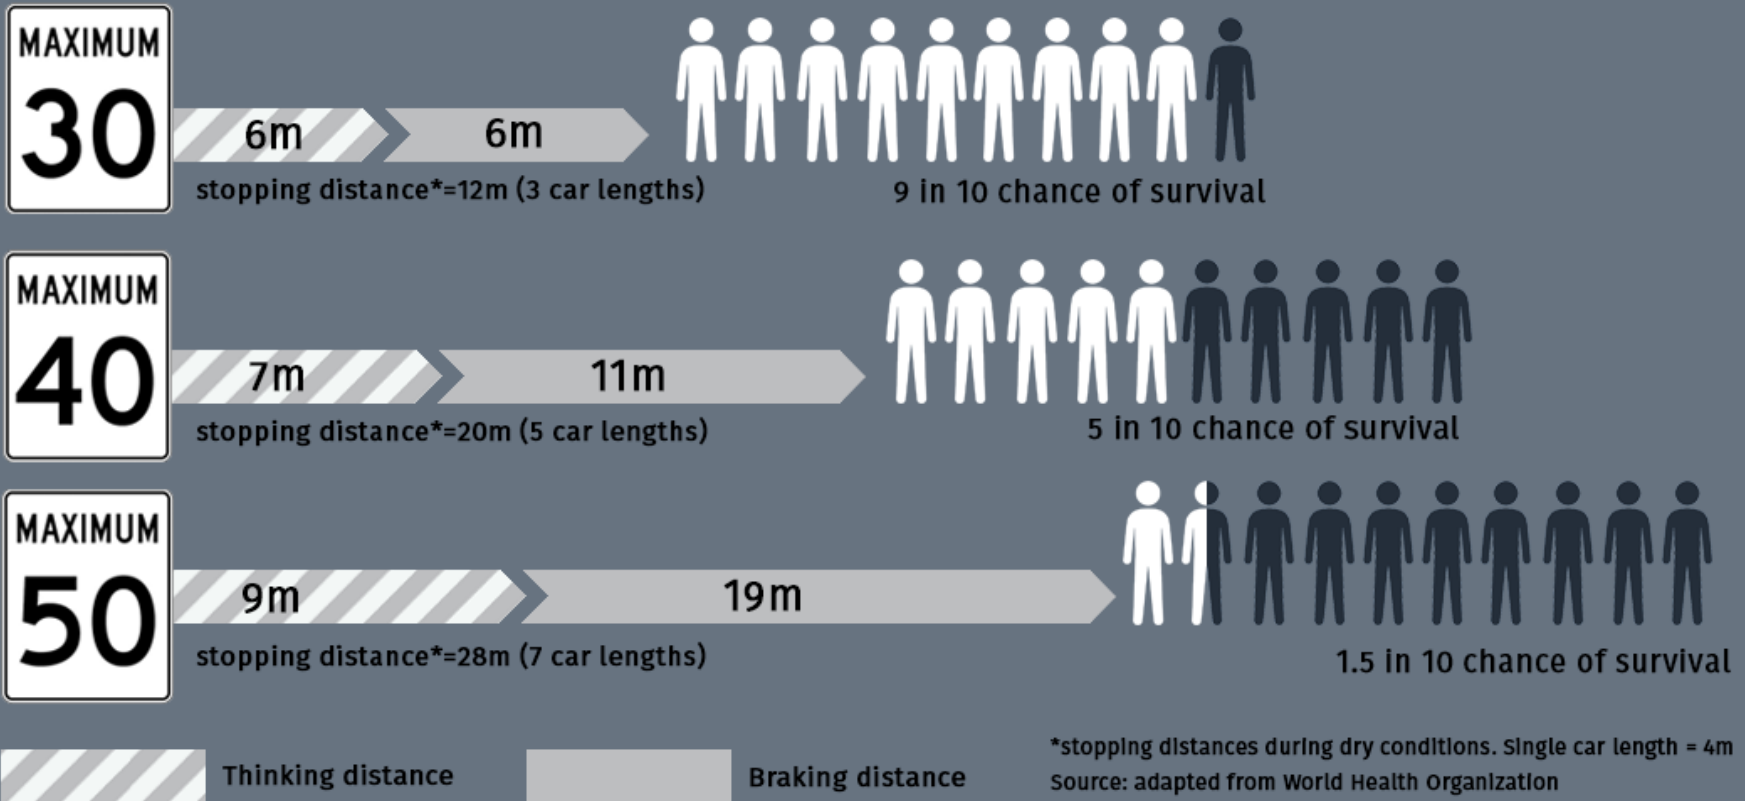 MAXIMUM
30
6m
6m
stopping distance*=12m (3 car lengths)
9 in 10 chance of survival
MAXIMUM
40
7m
11m
stopping distance*=20m (5 car lengths)
5 in 10 chance of survival
MAXIMUM
50
9m
19m
stopping distance*=28m (7 car lengths)
1.5 in 10 chance of survival
Thinking distance
Braking distance
*stopping distances during dry conditions. Single car length = 4m
Source: adapted from World Health Organization